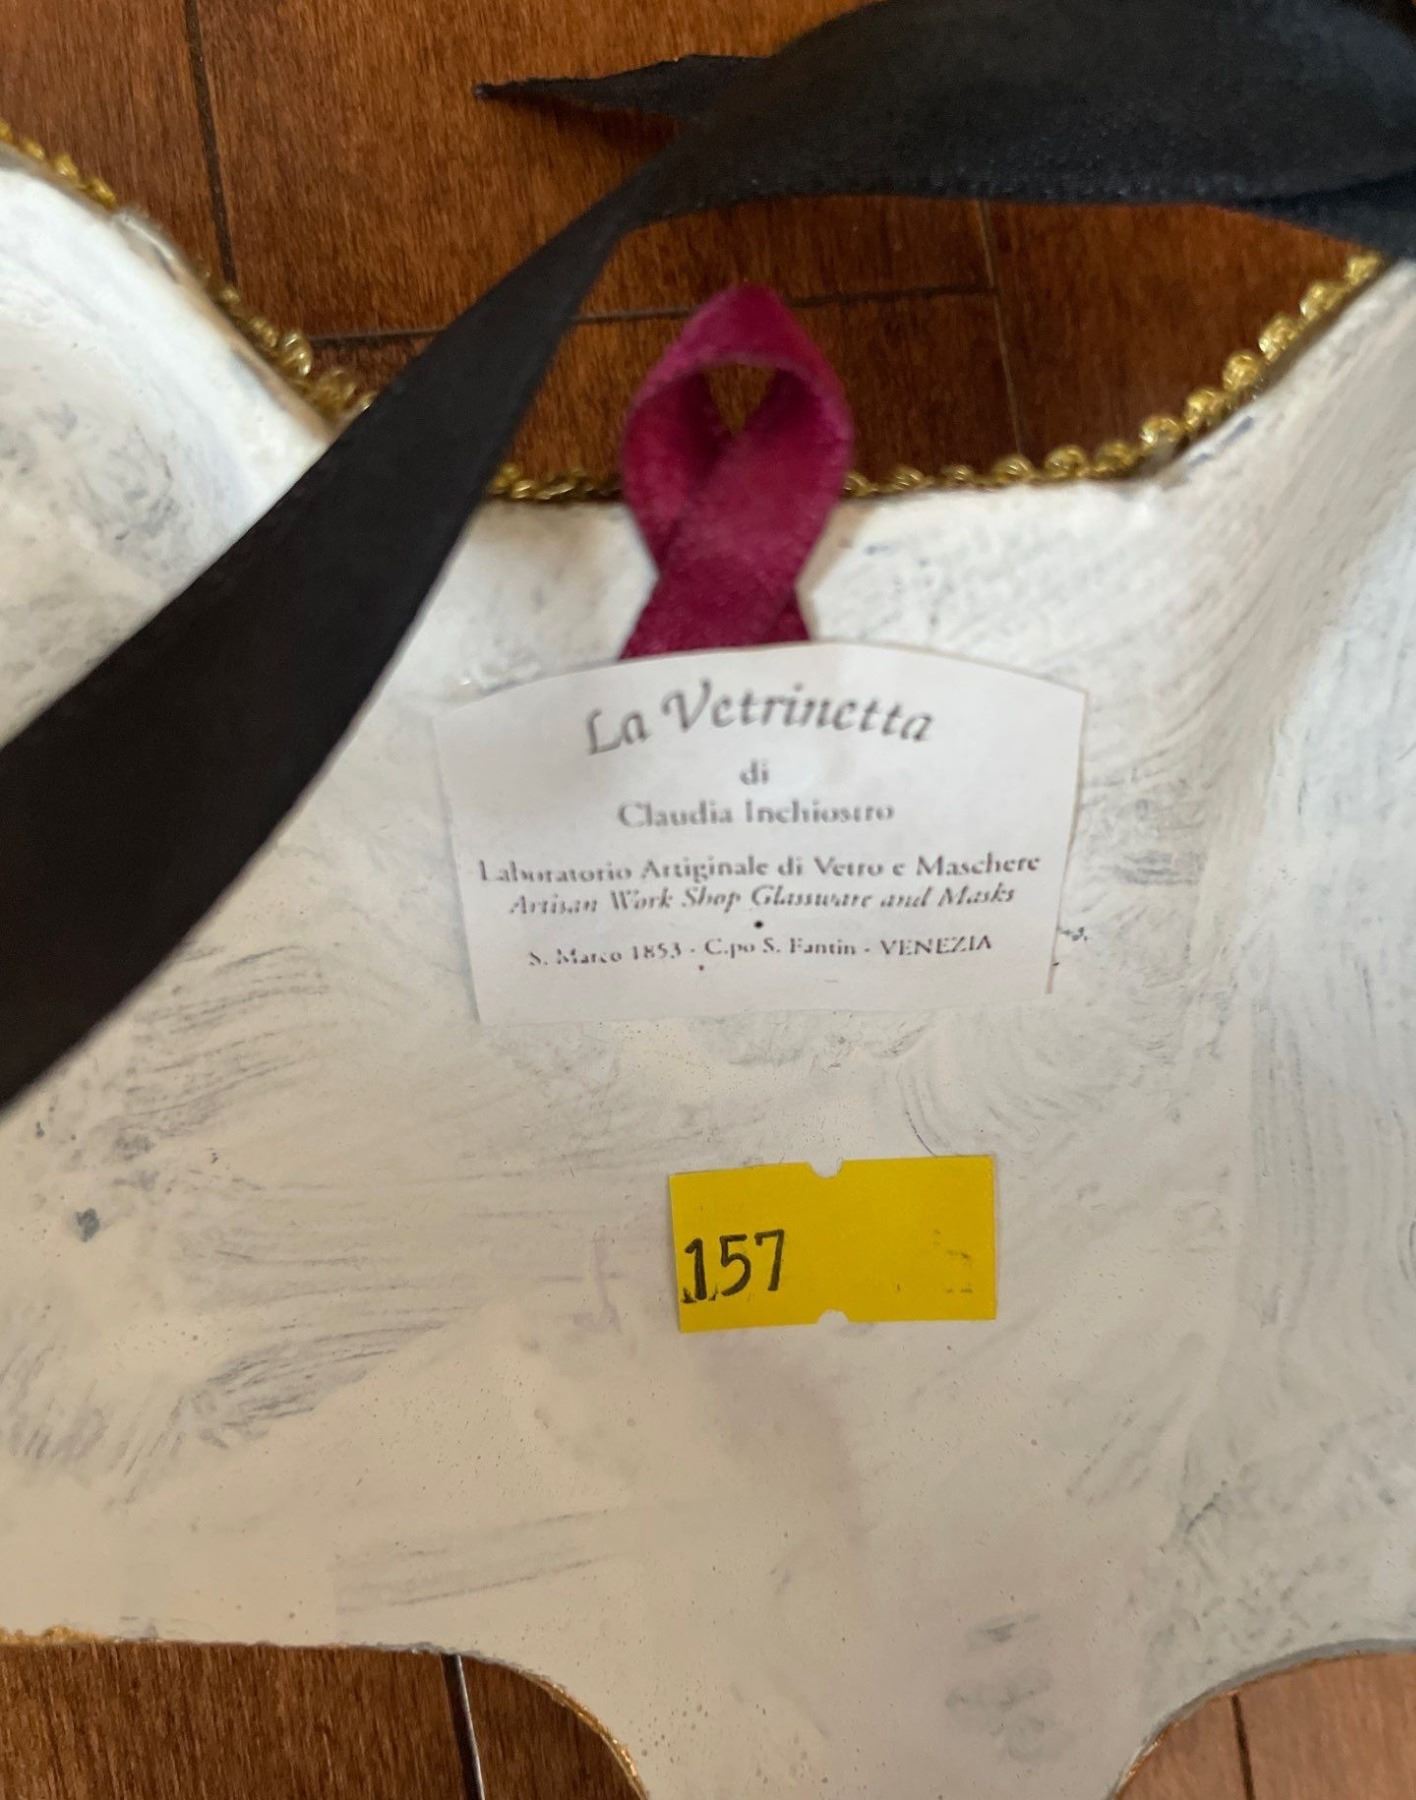 La Vetrinetta
di
Claudia Inchiostro
Laboratorio Artiginale di Vetro e Maschere
Artisan Work Shop Glassware and Masks
S. Marco 1853 - C.po S. Fantin - VENEZIA
157